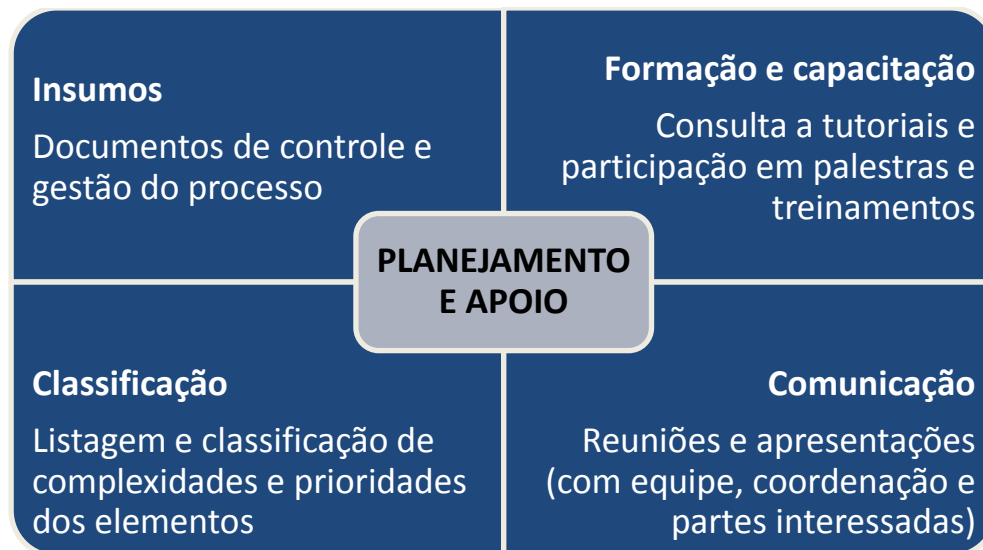 Insumos
Documentos de controle e
gestão do processo
Formação e capacitação
Consulta a tutoriais e
participação em palestras e
treinamentos
PLANEJAMENTO
E APOIO
Classificação
Listagem e classificação de
complexidades e prioridades
dos elementos
Comunicação
Reuniões e apresentações
(com equipe, coordenação e
partes interessadas)